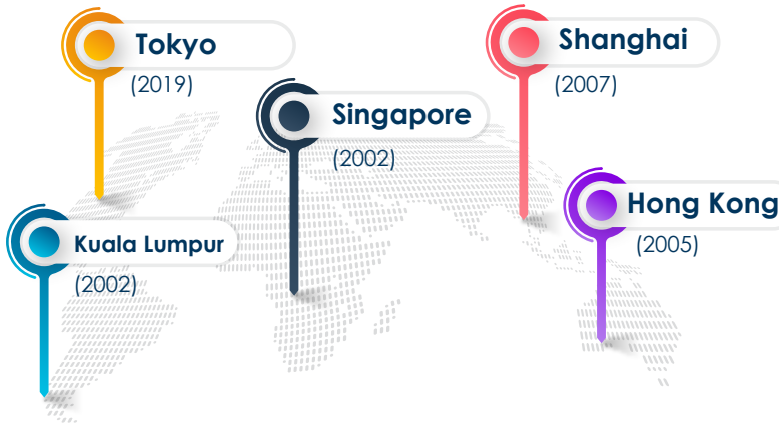 Tokyo
(2019)
Shanghai
(2007)
Singapore
(2002)
Hong Kong
(2005)
Kuala Lumpur
(2002)